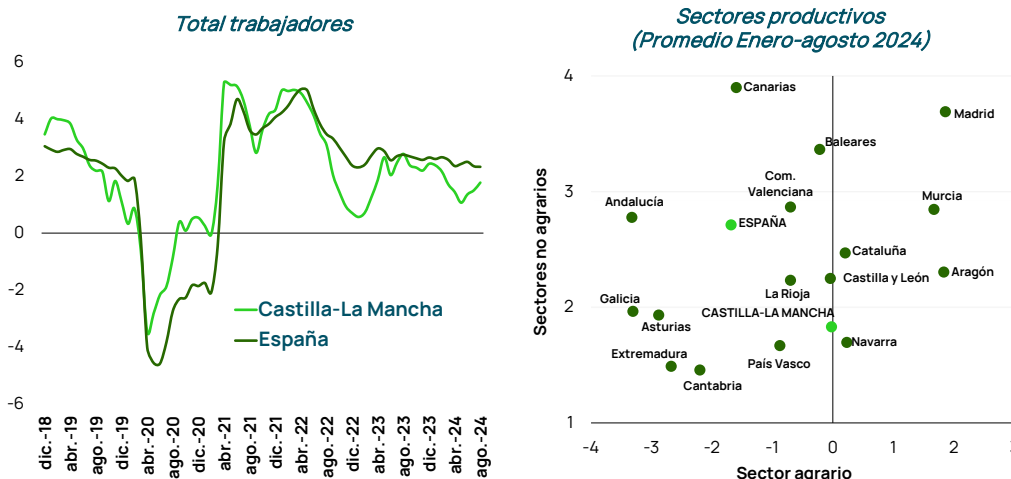 Total trabajadores
6
4
2
0
-2
-4
-6
Castilla-La Mancha
España
dic.-18
abr.-19
ago.-19
dic.-19
abr.-20
ago.-20
dic.-20
abr.-21
ago.-21
dic.-21
abr.-22
ago.-22
dic.-22
abr.-23
ago.-23
dic.-23
abr.-24
ago.-24
Sectores productivos
(Promedio Enero-agosto 2024)
Sectores no agrarios
4
3
2
1
Canarias
Madrid
Baleares
Com.
Valenciana
Andalucía
Murcia
ESPAÑA
Cataluña
Castilla y León
Aragón
La Rioja
Galicia
CASTILLA-LA MANCHA
Asturias
Navarra
Extremadura
País Vasco
Cantabria
-4
-3
-2
-1
0
1
2
3
Sector agrario